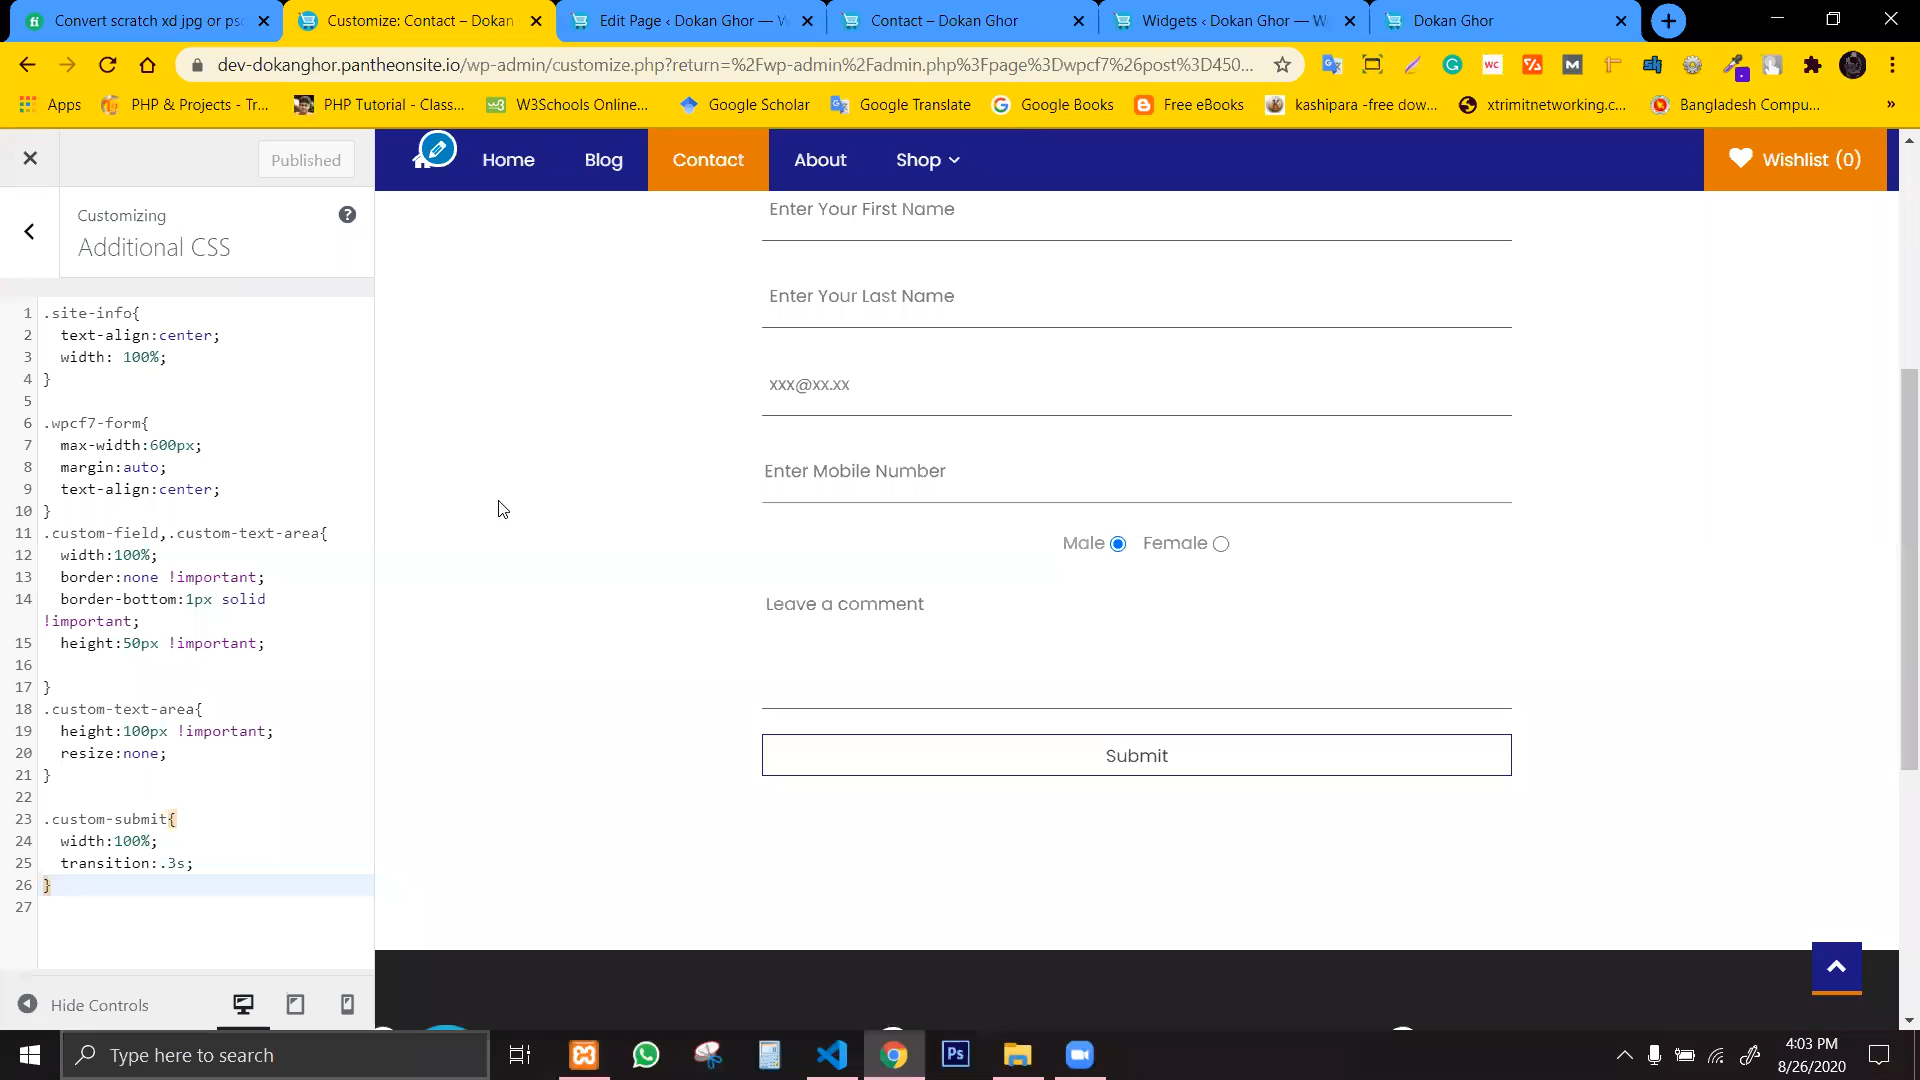 Convert scratch xd jpg or psd
Customize: Contact – Dokan
Edit Page ‹ Dokan Ghor — W
Contact – Dokan Ghor
Widgets ‹ Dokan Ghor — W
Dokan Ghor
dev-dokanghor.pantheonsite.io/wp-admin/customize.php?return=%2Fwp-admin%2Fadmin.php%3Fpage%3Dwpcf7%26post%3D450...
Apps
PHP & Projects - Tr...
PHP Tutorial - Class...
W3Schools Online...
Google Scholar
Google Translate
Google Books
Free eBooks
kashipara -free dow...
xtrimitnetworking.c...
Bangladesh Compu...
»
Published
Customizing
Additional CSS
1 .site-info{
2 text-align:center;
3 width: 100%;
4 }
5
6 .wpcf7-form{
7 max-width:600px;
8 margin:auto;
9 text-align:center;
10 }
11 .custom-field,.custom-text-area{
12 width:100%;
13 border:none !important;
14 border-bottom:1px solid
!important;
15 height:50px !important;
16
17 }
18 .custom-text-area{
19 height:100px !important;
20 resize:none;
21 }
22
23 .custom-submit{
24 width:100%;
25 transition:.3s;
26 }
27
Hide Controls
Home
Blog
Contact
About
Shop
Wishlist (0)
Enter Your First Name
Enter Your Last Name
xxx@xx.xx
Enter Mobile Number
Male
Female
Leave a comment
Submit
Type here to search
Ps
4:03 PM
8/26/2020